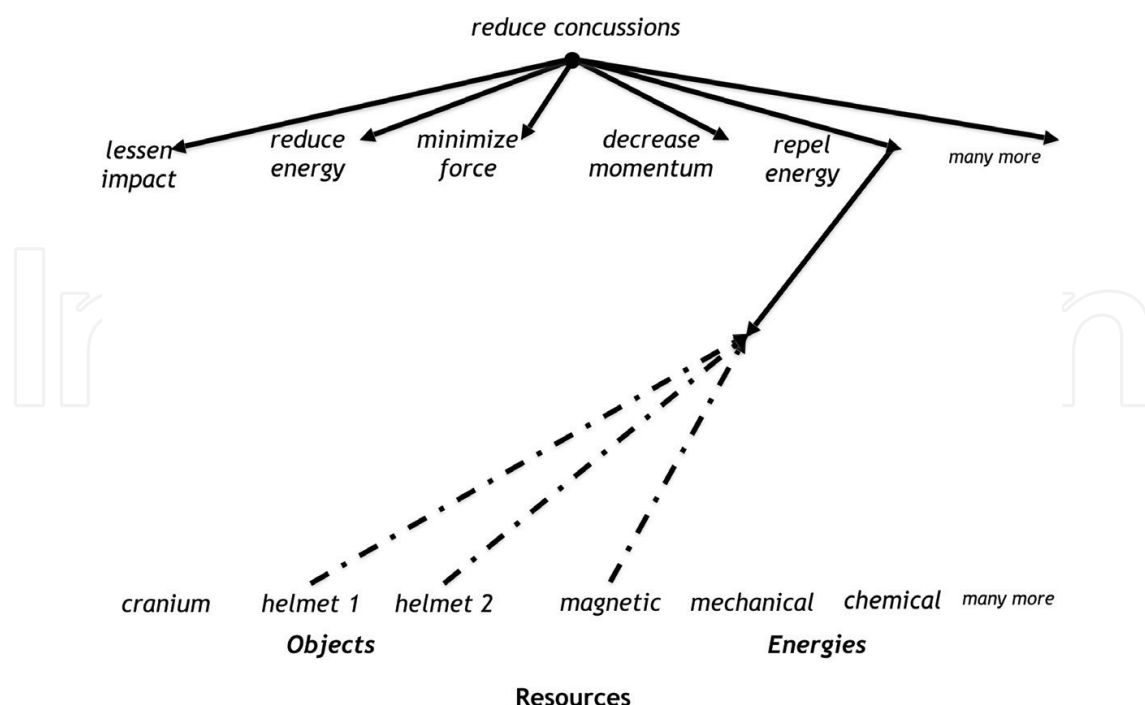 reduce concussions
lessen impact
reduce energy
minimize force
decrease momentum
repel energy
many more
cranium helmet 1 helmet 2 magnetic mechanical chemical many more
Objects Energies
Resources